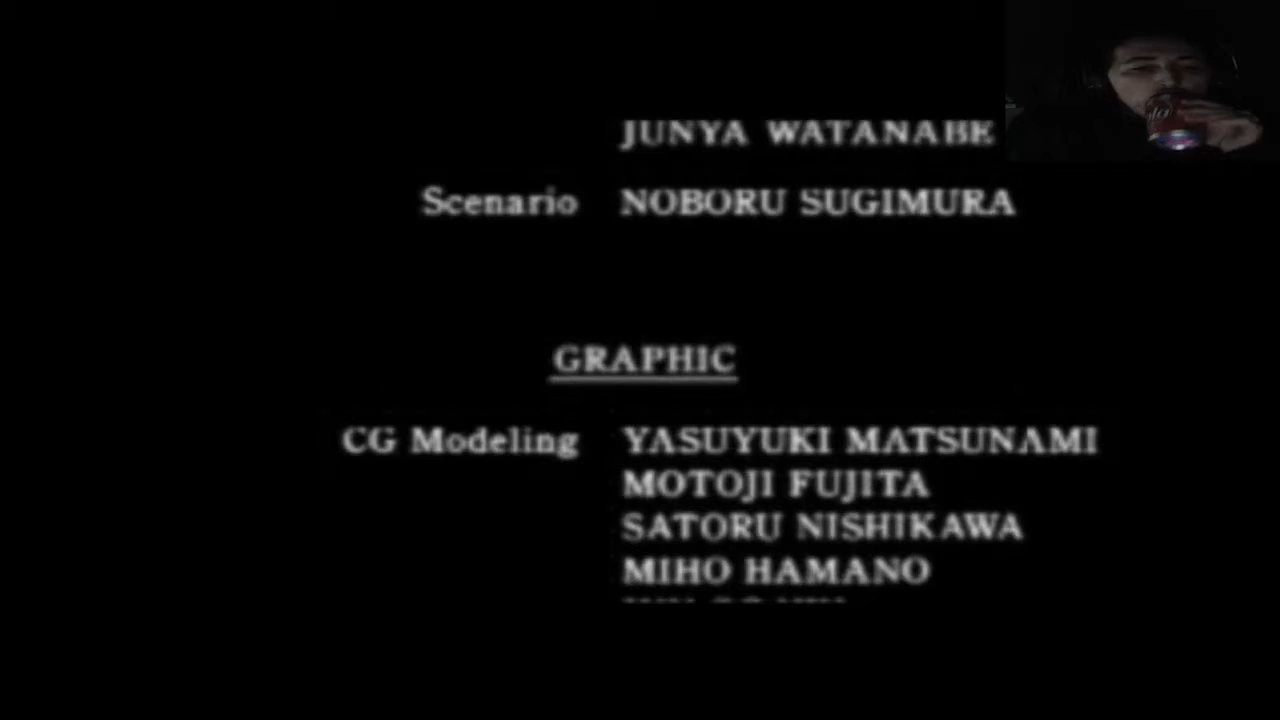 JUNYA WATANABE
Scenario NOBORU SUGIMURA
GRAPHIC
CG Modeling YASUYUKI MATSUNAMI
MOTOJI FUJITA
SATORU NISHIKAWA
MIHO HAMANO